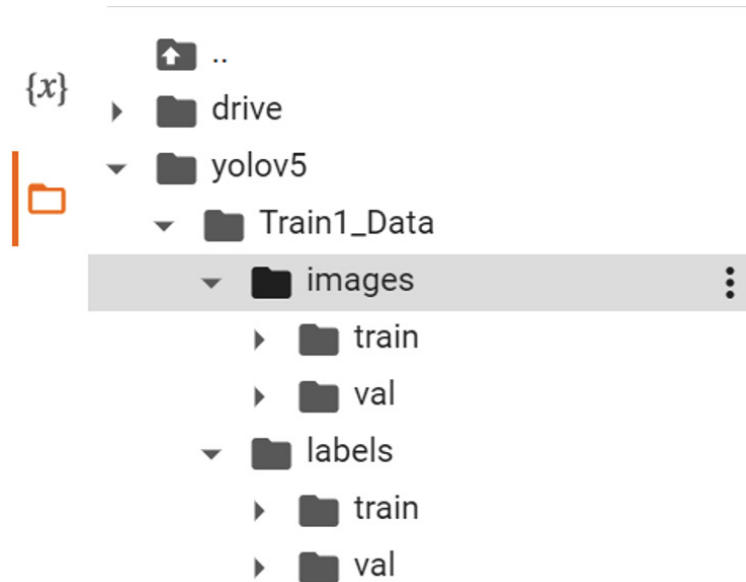 ..
{x}
drive
yolov5
Train1_Data
images
train
val
labels
train
val